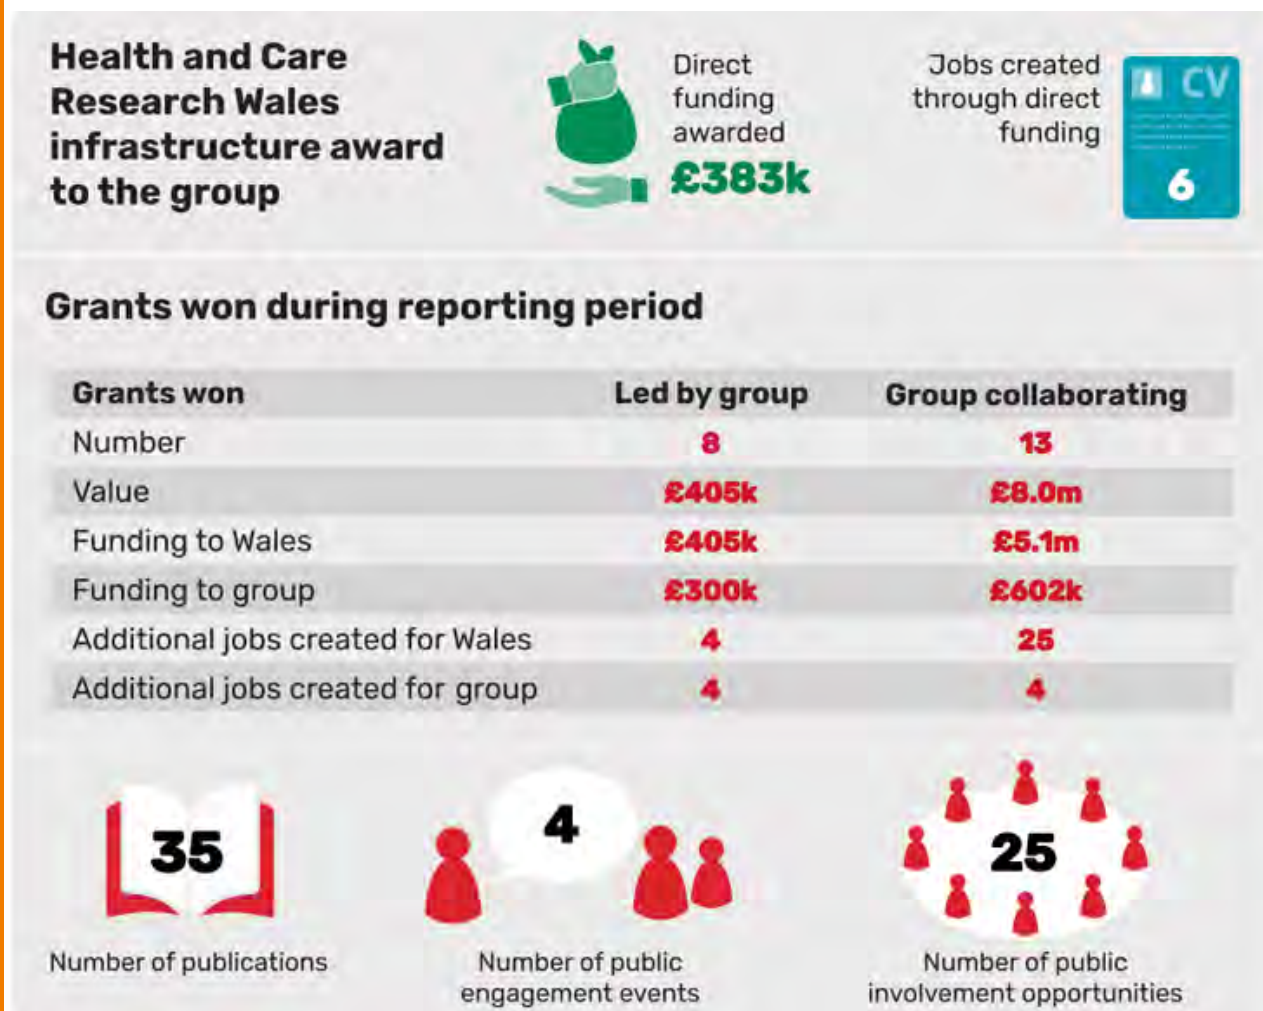 Health and Care
Research Wales
infrastructure award
to the group
Direct
funding
awarded
£383k
Jobs created
through direct
funding
CV
6
Grants won during reporting period
Grants won Led by group Group collaborating
Number 8 13
Value £405k £8.0m
Funding to Wales £405k £5.1m
Funding to group £300k £602k
Additional jobs created for Wales 4 25
Additional jobs created for group 4 4
35
Number of publications
4
Number of public
engagement events
25
Number of public
involvement opportunities